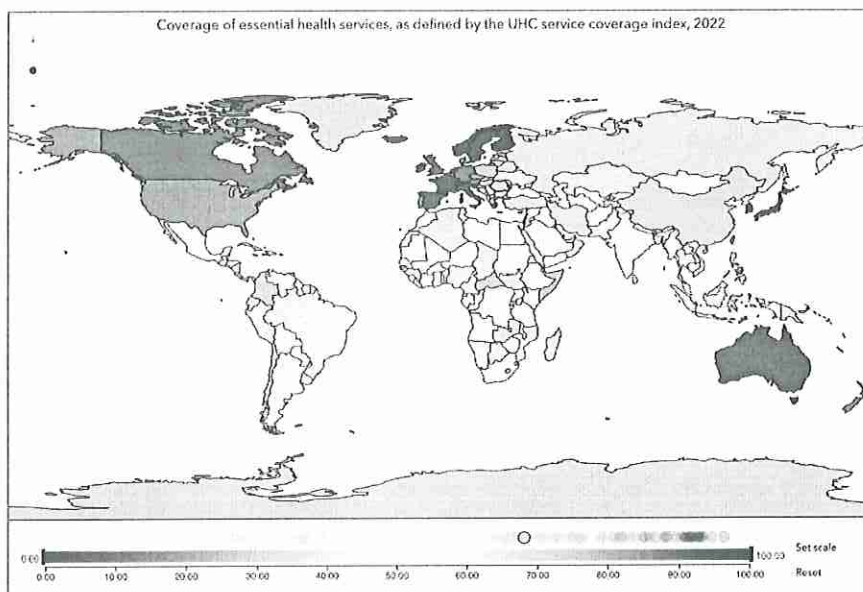 Coverage of essential health services, as defined by the UHC service coverage index, 2022
0.00
100.00
Set scale
0.00 10.00 20.00 30.00 40.00 50.00 60.00 70.00 80.00 90.00 100.00
Reset